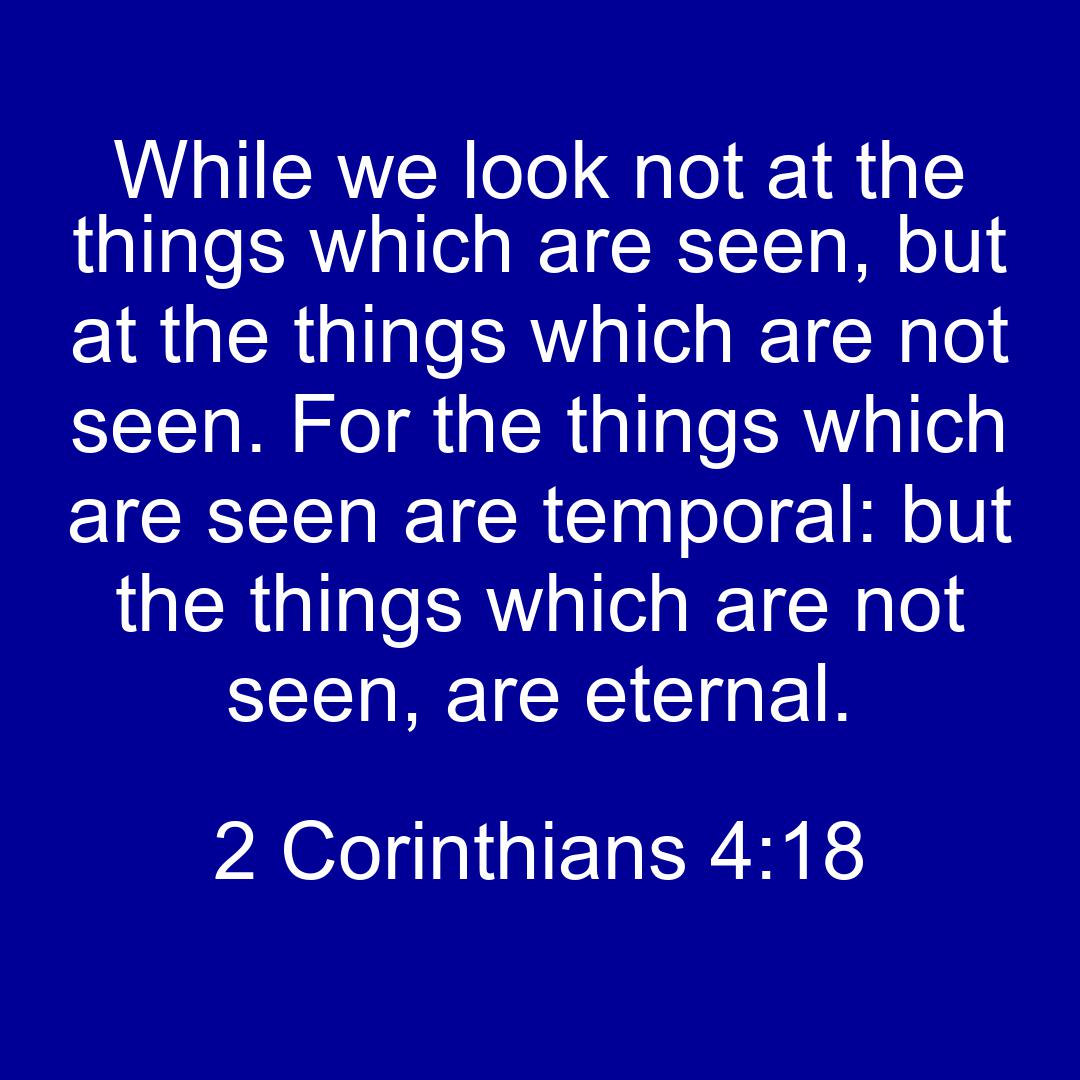 While we look not at the
things which are seen, but
at the things which are not
seen. For the things which
are seen are temporal: but
the things which are not
seen, are eternal.
2 Corinthians 4:18